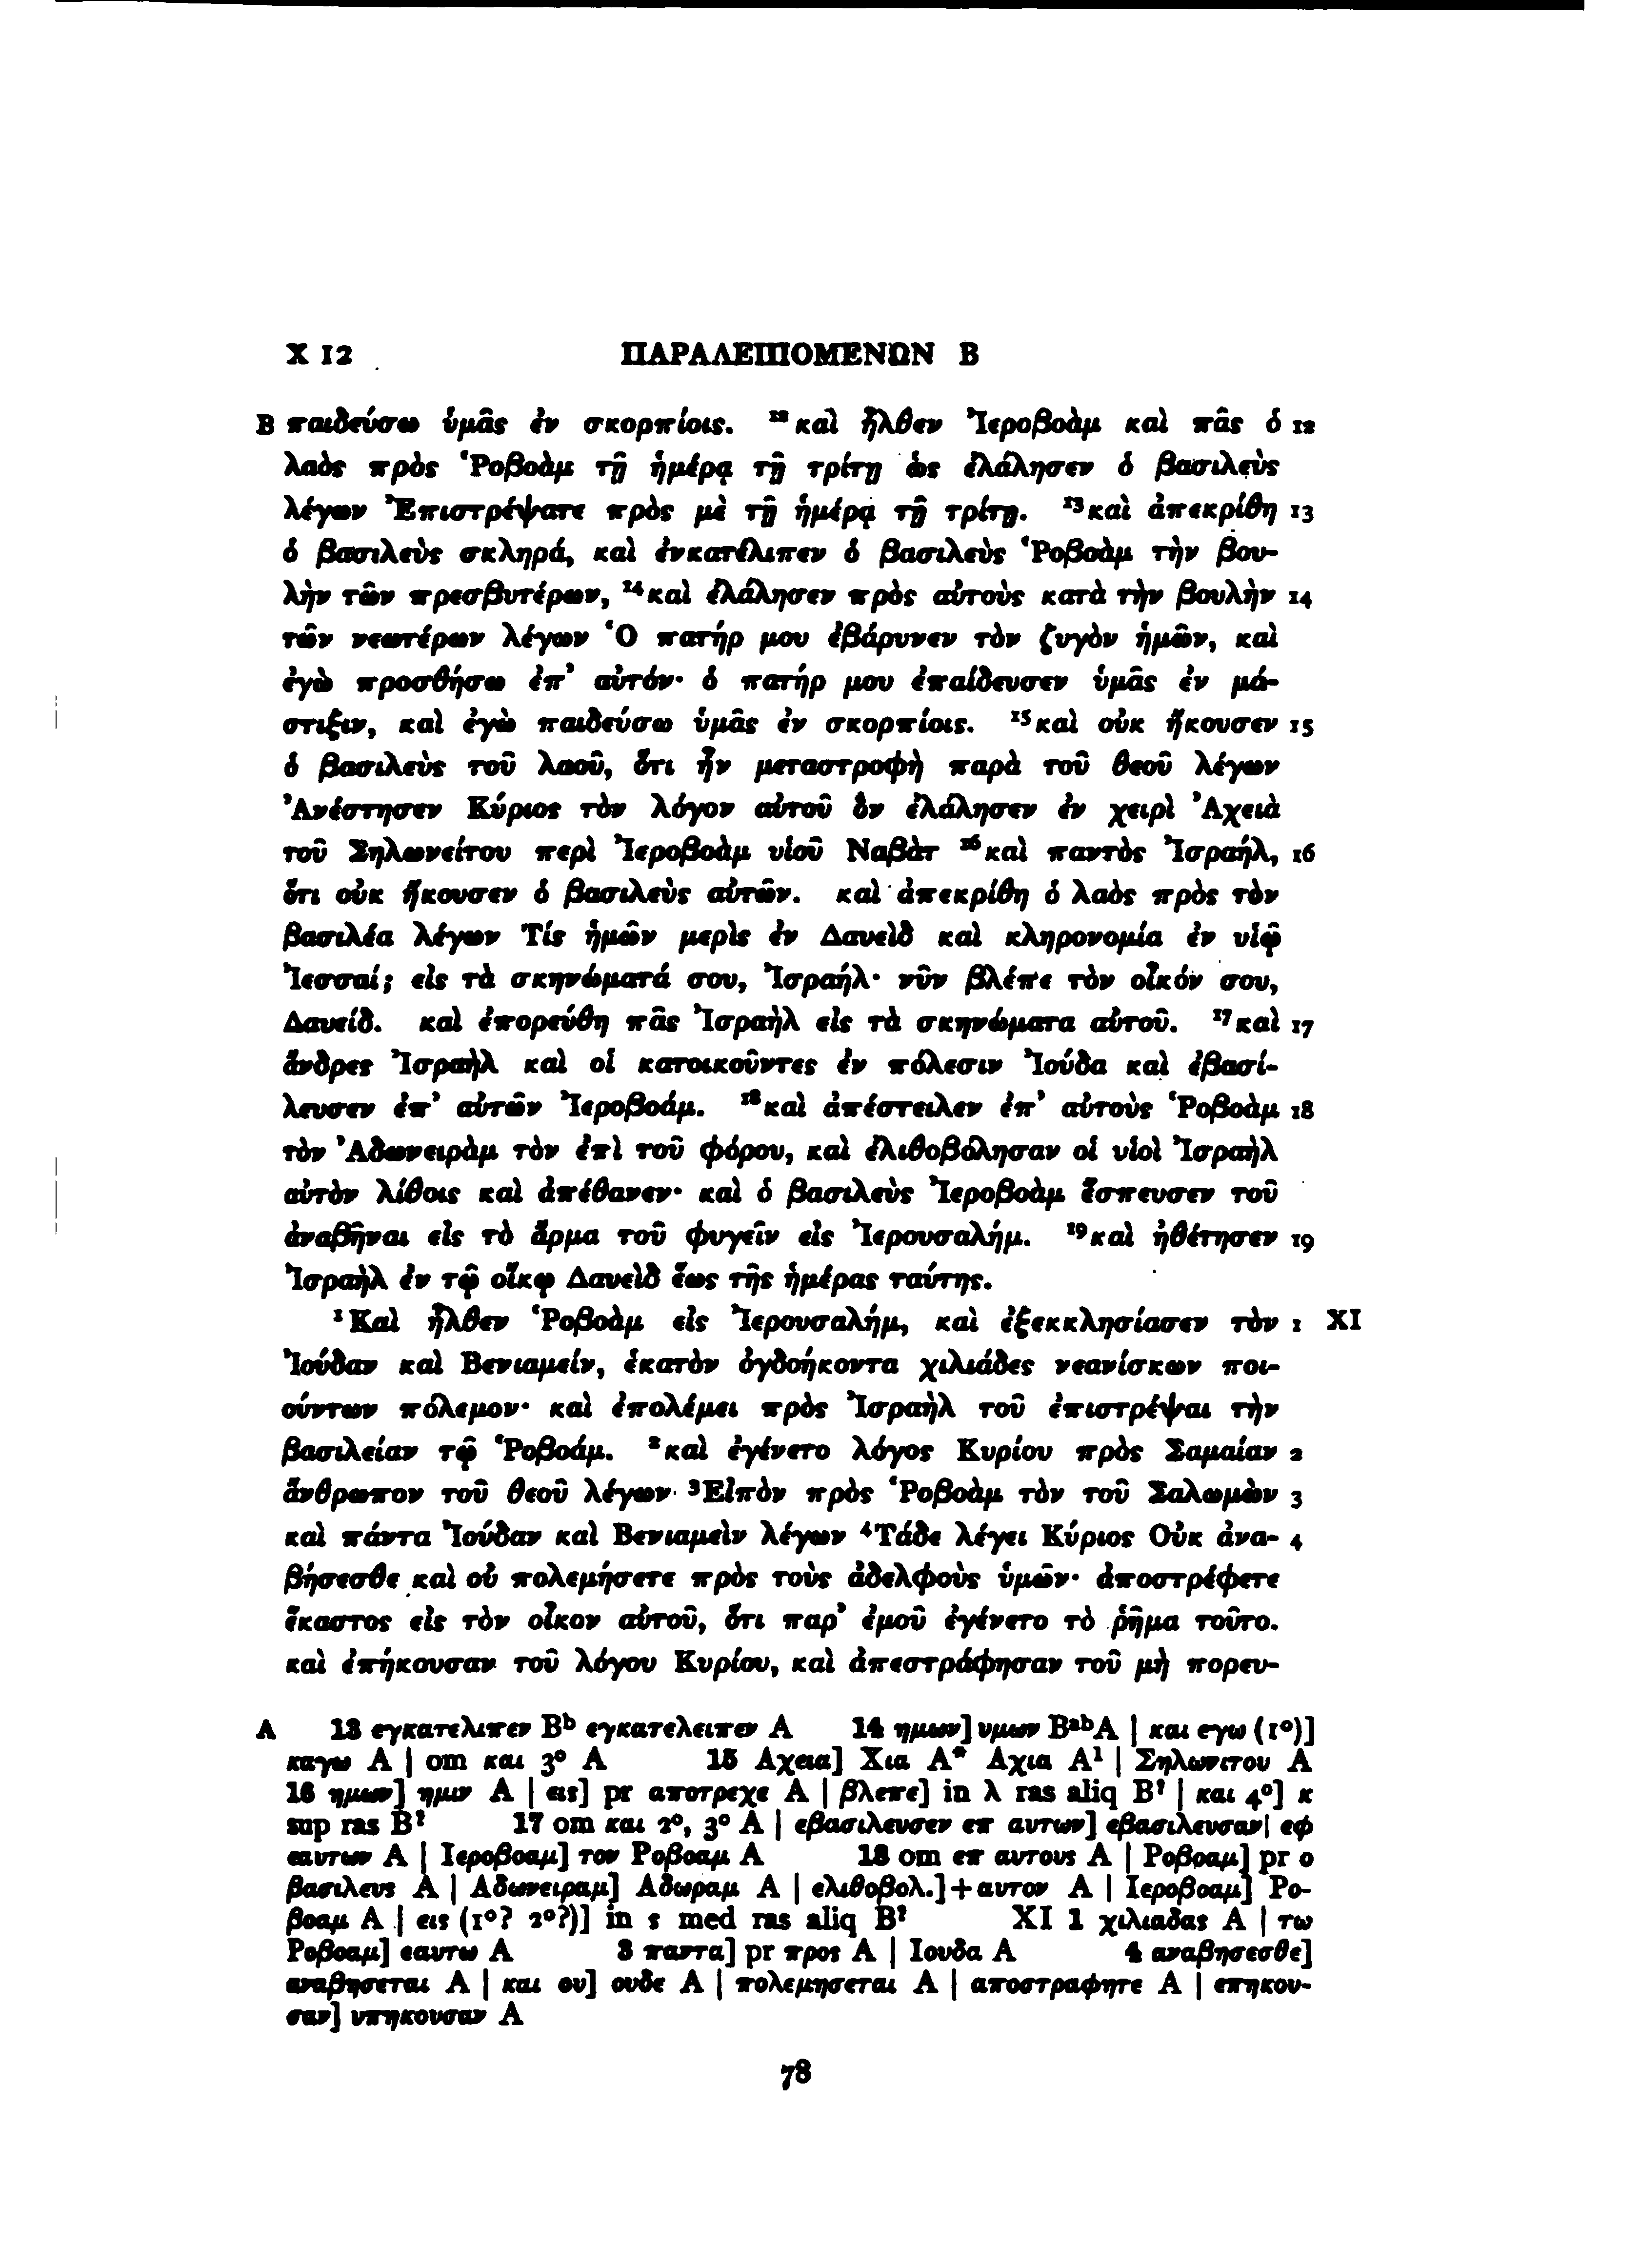 X 12 ΠΑΡΑΛΕΙΠΟΜΕΝΩΝ Β
B παιδεύσω ὑμᾶς ἐν σκορπίοις. ¹²καὶ ἦλθεν Ἰεροβοὰμ καὶ πᾶς ὁ 12
λαὸς πρὸς Ῥοβοὰμ τῇ ἡμέρᾳ τῇ τρίτῃ ὡς ἐλάλησεν ὁ βασιλεὺς
λέγων Ἐπιστρέψατε πρὸς μὲ τῇ ἡμέρᾳ τῇ τρίτῃ. ¹³καὶ ἀπεκρίθη 13
ὁ βασιλεὺς σκληρά, καὶ ἐνκατέλιπεν ὁ βασιλεὺς Ῥοβοὰμ τὴν βου-
λὴν τῶν πρεσβυτέρων, ¹⁴καὶ ἐλάλησεν πρὸς αὐτοὺς κατὰ τὴν βουλὴν 14
τῶν νεωτέρων λέγων Ὁ πατήρ μου ἐβάρυνεν τὸν ζυγὸν ἡμῶν, καὶ
ἐγὼ προσθήσω ἐπ’ αὐτόν· ὁ πατήρ μου ἐπαίδευσεν ὑμᾶς ἐν μά-
στιξιν, καὶ ἐγὼ παιδεύσω ὑμᾶς ἐν σκορπίοις. ¹⁵καὶ οὐκ ἤκουσεν 15
ὁ βασιλεὺς τοῦ λαοῦ, ὅτι ἦν μεταστροφὴ παρὰ τοῦ θεοῦ λέγων
Ἀνέστησεν Κύριος τὸν λόγον αὐτοῦ ὃν ἐλάλησεν ἐν χειρὶ Ἀχειὰ
τοῦ Σηλωνείτου περὶ Ἰεροβοὰμ υἱοῦ Ναβὰτ ¹⁶καὶ παντὸς Ἰσραήλ, 16
ὅτι οὐκ ἤκουσεν ὁ βασιλεὺς αὐτῶν. καὶ ἀπεκρίθη ὁ λαὸς πρὸς τὸν
βασιλέα λέγων Τίς ἡμῶν μερὶς ἐν Δαυεὶδ καὶ κληρονομία ἐν υἱῷ
Ἰεσσαί; εἰς τὰ σκηνώματά σου, Ἰσραήλ· νῦν βλέπε τὸν οἶκόν σου,
Δαυείδ. καὶ ἐπορεύθη πᾶς Ἰσραὴλ εἰς τὰ σκηνώματα αὐτοῦ. ¹⁷καὶ 17
ἄνδρες Ἰσραὴλ καὶ οἱ κατοικοῦντες ἐν πόλεσιν Ἰούδα καὶ ἐβασί-
λευσεν ἐπ’ αὐτῶν Ἰεροβοάμ. ¹⁸καὶ ἀπέστειλεν ἐπ’ αὐτοὺς Ῥοβοὰμ 18
τὸν Ἀδωνειρὰμ τὸν ἐπὶ τοῦ φόρου, καὶ ἐλιθοβόλησαν οἱ υἱοὶ Ἰσραὴλ
αὐτὸν λίθοις καὶ ἀπέθανεν· καὶ ὁ βασιλεὺς Ἰεροβοὰμ ἔσπευσεν τοῦ
ἀναβῆναι εἰς τὸ ἅρμα τοῦ φυγεῖν εἰς Ἰερουσαλήμ. ¹⁹καὶ ἠθέτησεν 19
Ἰσραὴλ ἐν τῷ οἴκῳ Δαυεὶδ ἕως τῆς ἡμέρας ταύτης.
¹Καὶ ἦλθεν Ῥοβοὰμ εἰς Ἰερουσαλήμ, καὶ ἐξεκκλησίασεν τὸν 1 XI
Ἰούδαν καὶ Βενιαμείν, ἑκατὸν ὀγδοήκοντα χιλιάδες νεανίσκων ποι-
ούντων πόλεμον· καὶ ἐπολέμει πρὸς Ἰσραὴλ τοῦ ἐπιστρέψαι τὴν
βασιλείαν τῷ Ῥοβοάμ. ²καὶ ἐγένετο λόγος Κυρίου πρὸς Σαμαίαν 2
ἄνθρωπον τοῦ θεοῦ λέγων ³Εἰπὸν πρὸς Ῥοβοὰμ τὸν τοῦ Σαλωμὼν 3
καὶ πάντα Ἰούδαν καὶ Βενιαμεὶν λέγων ⁴Τάδε λέγει Κύριος Οὐκ ἀνα- 4
βήσεσθε καὶ οὐ πολεμήσετε πρὸς τοὺς ἀδελφοὺς ὑμῶν· ἀποστρέφετε
ἕκαστος εἰς τὸν οἶκον αὐτοῦ, ὅτι παρ’ ἐμοῦ ἐγένετο τὸ ῥῆμα τοῦτο.
καὶ ἐπήκουσαν τοῦ λόγου Κυρίου, καὶ ἀπεστράφησαν τοῦ μὴ πορευ-
A 13 εγκατελιπεν Bᵇ εγκατελειπεν A 14 ημων] υμων BᵃᵇA | και εγω (1°)]
καγω A | om και 3° A 15 Αχεια] Χια A* Αχια A¹ | Σηλωνιτου A
16 ημων] ημιν A | εις] pr αποτρεχε A | βλεπε] in λ ras aliq B? | και 4°] κ
sup ras B? 17 om και 2°, 3° A | εβασιλευσεν επ αυτων] εβασιλευσαν| εφ
εαυτων A | Ιεροβοαμ] τον Ροβοαμ A 18 om επ αυτους A | Ροβοαμ] pr ο
βασιλευς A | Αδωνειραμ] Αδωραμ A | ελιθοβολ.]+αυτον A | Ιεροβοαμ] Ρο-
βοαμ A | εις (1°? 2°?)] in ς med ras aliq B? XI 1 χιλιαδας A | τω
Ροβοαμ] εαυτω A 3 παντα] pr προς A | Ιουδα A 4 αναβησεσθε]
αναβησεται A | και ου] ουδε A | πολεμησεται A | αποστραφητε A | επηκου-
σαν] υπηκουσαν A
78